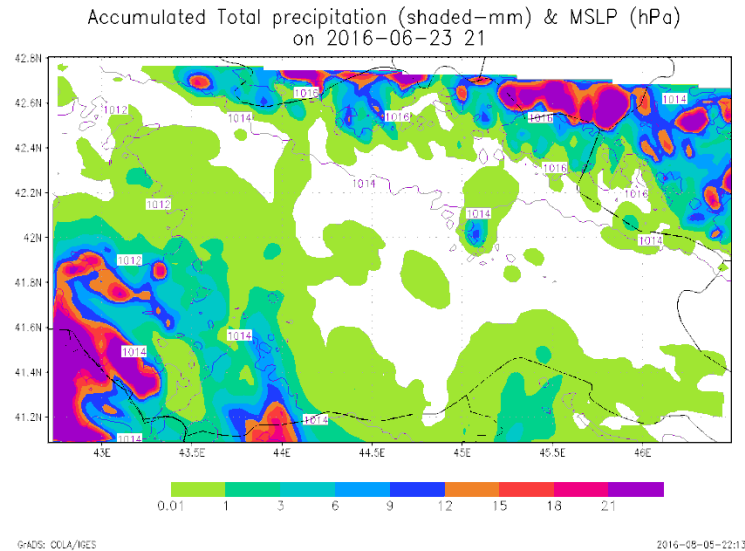 Accumulated Total precipitation (shaded-mm) & MSLP (hPa)
on 2016-06-23 21
42.8N
42.6N
42.4N
42.2N
42N
41.8N
41.6N
41.4N
41.2N
1012
1016
1014
1016
1014
1016
1014
1016
1016
1014
1012
1014
1014
1012
1014
1014
1014
1014
43E
43.5E
44E
44.5E
45E
45.5E
46E
0.01 1 3 6 9 12 15 18 21
GrADS: COLA/IGES
2016-08-05-22:13